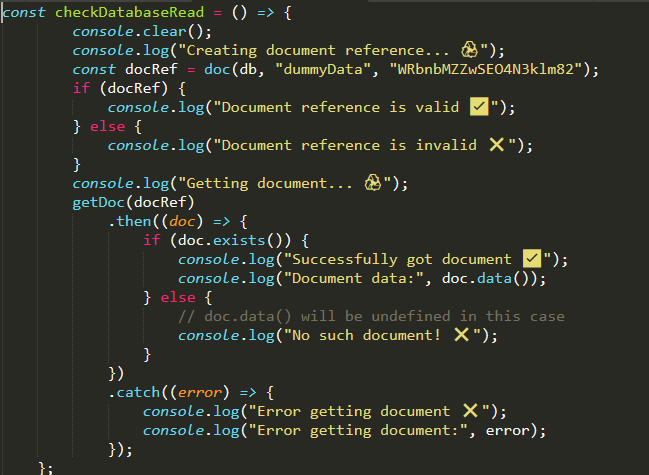 const checkDatabaseRead = () => {
console.clear();
console.log("Creating document reference... ♻️");
const docRef = doc(db, "dummyData", "WRbnbMZZwSEO4N3klm82");
if (docRef) {
console.log("Document reference is valid ✅");
} else {
console.log("Document reference is invalid ❌");
}
console.log("Getting document... ♻️");
getDoc(docRef)
.then((doc) => {
if (doc.exists()) {
console.log("Successfully got document ✅");
console.log("Document data:", doc.data());
} else {
// doc.data() will be undefined in this case
console.log("No such document! ❌");
}
})
.catch((error) => {
console.log("Error getting document ❌");
console.log("Error getting document:", error);
});
};